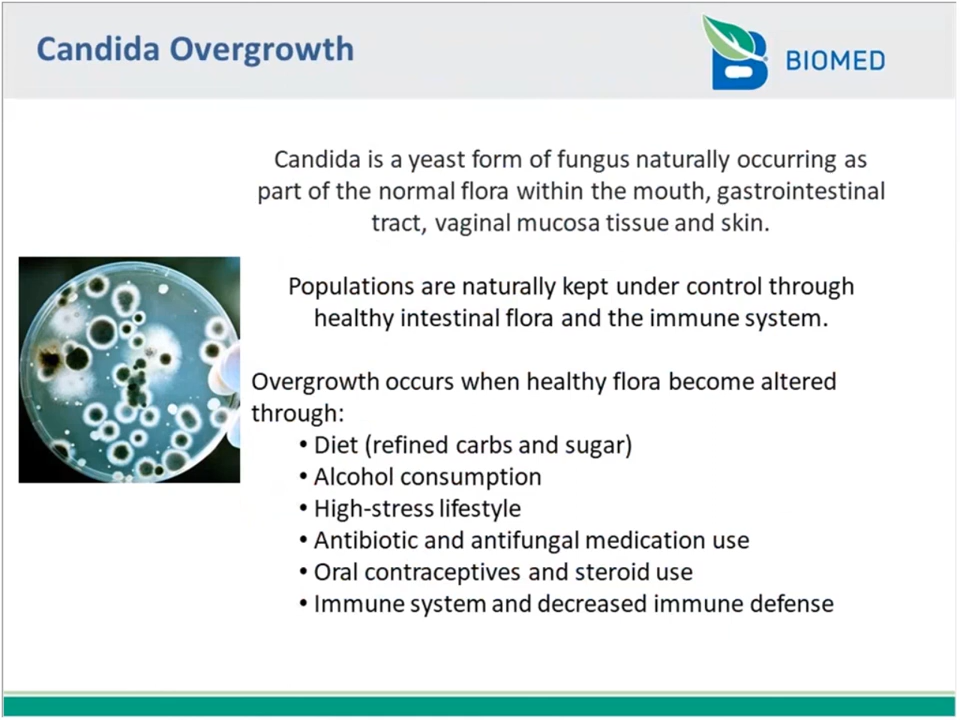 Candida Overgrowth
BIOMED
Candida is a yeast form of fungus naturally occurring as
part of the normal flora within the mouth, gastrointestinal
tract, vaginal mucosa tissue and skin.
Populations are naturally kept under control through
healthy intestinal flora and the immune system.
Overgrowth occurs when healthy flora become altered
through:
• Diet (refined carbs and sugar)
• Alcohol consumption
• High-stress lifestyle
• Antibiotic and antifungal medication use
• Oral contraceptives and steroid use
• Immune system and decreased immune defense